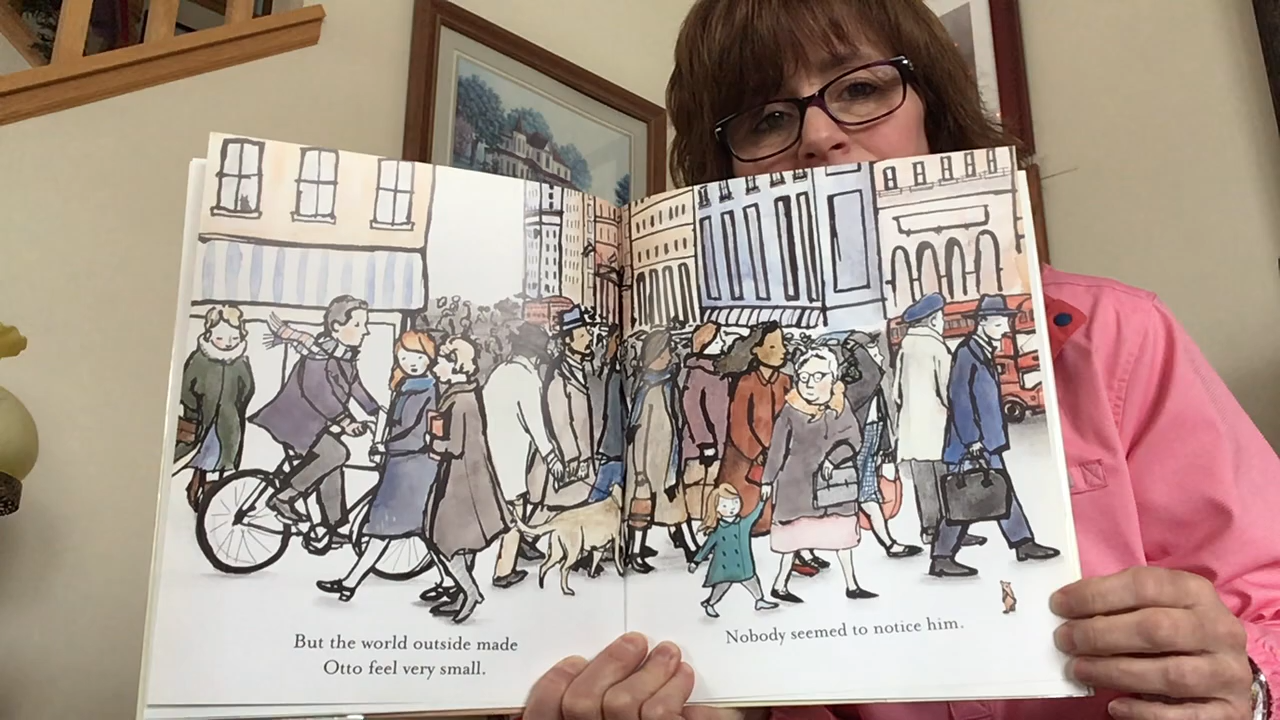 But the world outside made
Otto feel very small.
Nobody seemed to notice him.